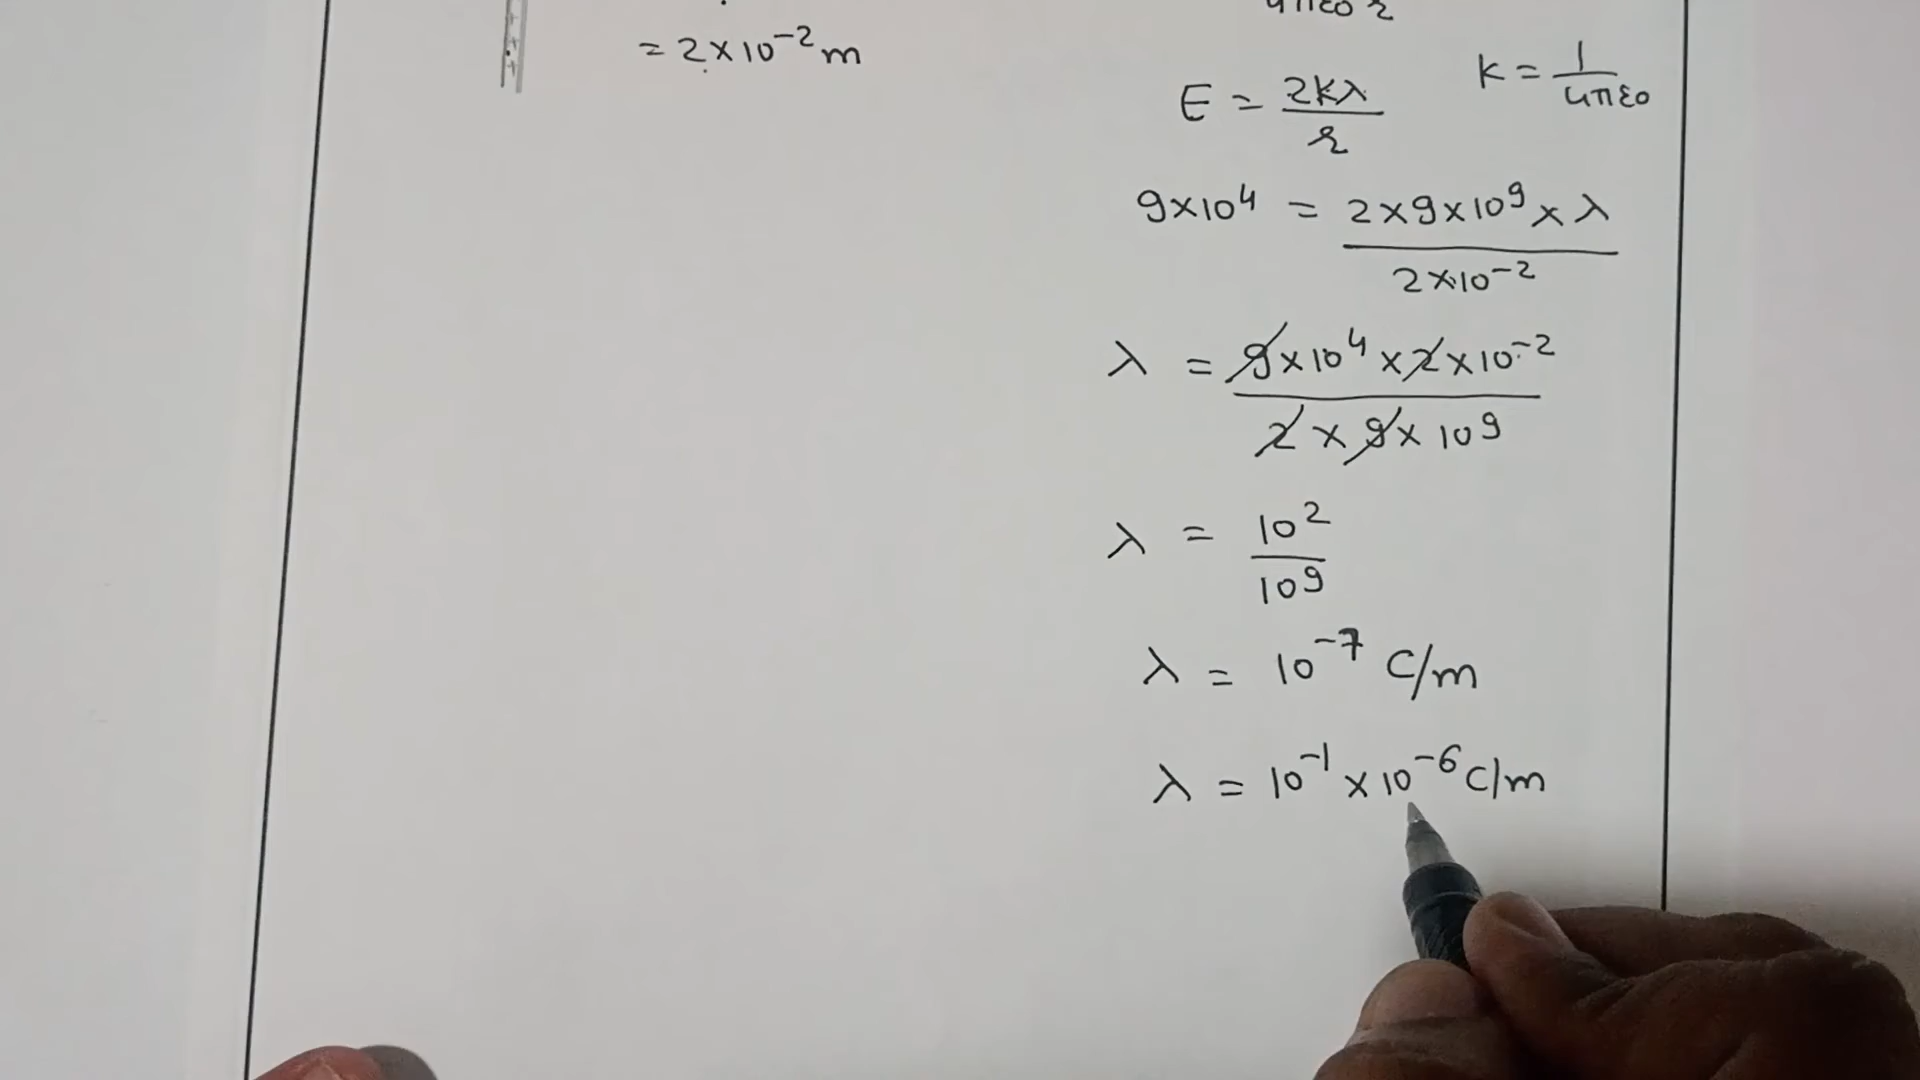 = 2×10⁻² m
4πε₀ r
E = 2kλ / r
k = 1 / 4πε₀
9×10⁴ = 2×9×10⁹×λ / 2×10⁻²
λ = 9×10⁴×2×10⁻² / 2×9×10⁹
λ = 10² / 10⁹
λ = 10⁻⁷ C/m
λ = 10⁻¹ × 10⁻⁶ C/m